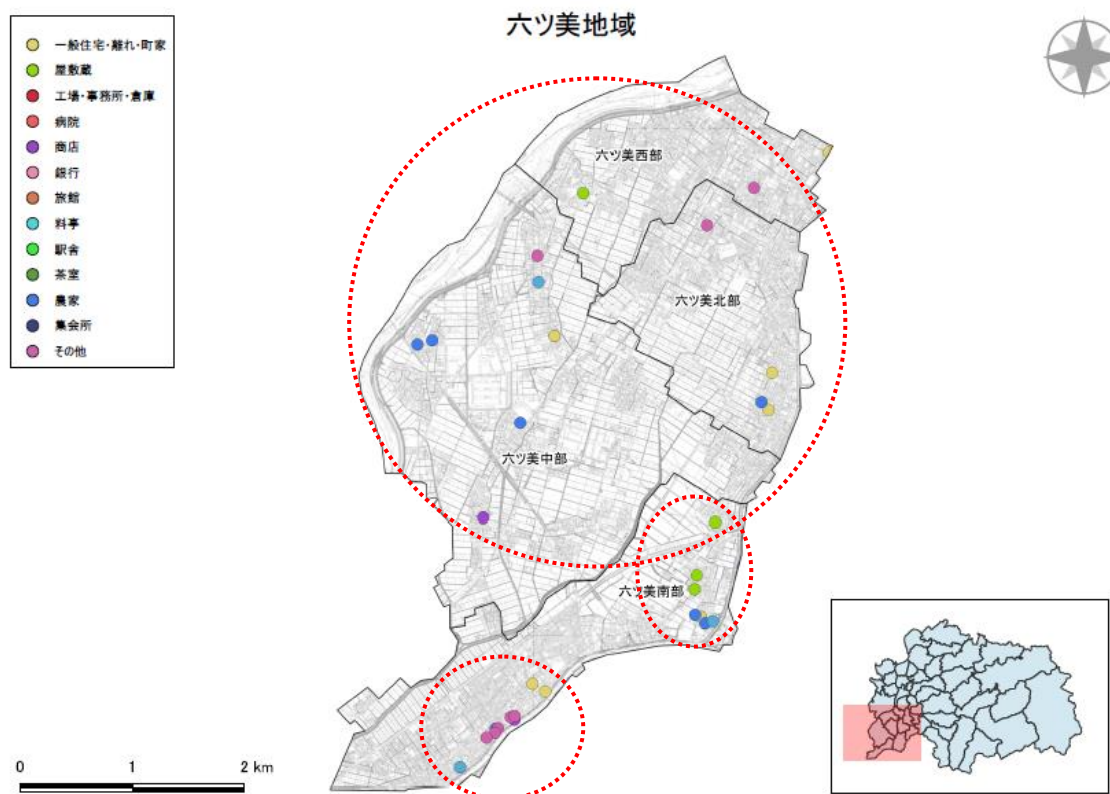 六ツ美地域
一般住宅・離れ・町家
屋敷蔵
工場・事務所・倉庫
病院
商店
銀行
旅館
料亭
駅舎
茶室
農家
集会所
その他
六ツ美西部
六ツ美北部
六ツ美中部
六ツ美南部
0 1 2 km